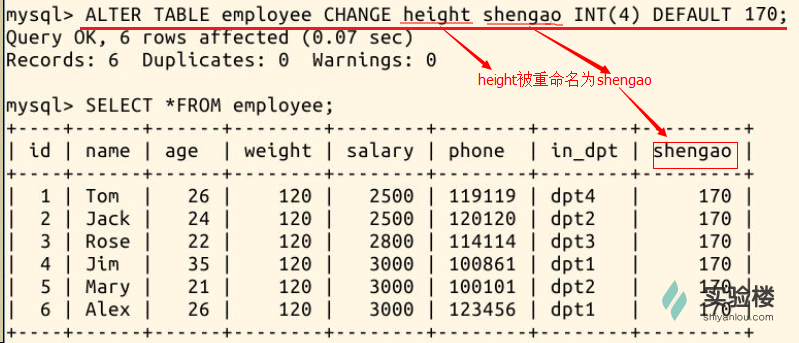 mysql> ALTER TABLE employee CHANGE height shengao INT(4) DEFAULT 170;
Query OK, 6 rows affected (0.07 sec)
Records: 6  Duplicates: 0  Warnings: 0
height被重命名为shengao
mysql> SELECT *FROM employee;
+----+------+------+--------+--------+--------+--------+---------+
| id | name | age  | weight | salary | phone  | in_dpt | shengao |
+----+------+------+--------+--------+--------+--------+---------+
|  1 | Tom  |   26 |    120 |   2500 | 119119 | dpt4   |     170 |
|  2 | Jack |   24 |    120 |   2500 | 120120 | dpt2   |     170 |
|  3 | Rose |   22 |    120 |   2800 | 114114 | dpt3   |     170 |
|  4 | Jim  |   35 |    120 |   3000 | 100861 | dpt1   |     170 |
|  5 | Mary |   21 |    120 |   3000 | 100101 | dpt2   |     170 |
|  6 | Alex |   26 |    120 |   3000 | 123456 | dpt1   |     170 |
+----+------+------+--------+--------+--------+--------+---------+
实验楼
shiyanlou.com